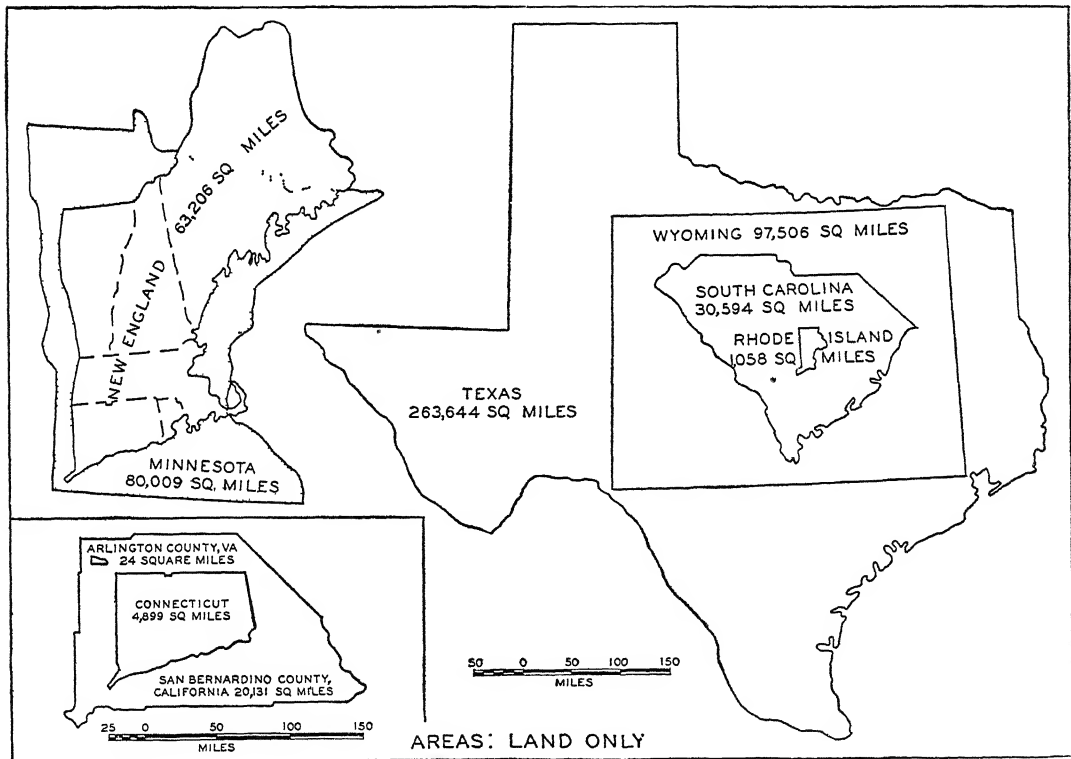 63,206 SQ MILES
NEW ENGLAND
MINNESOTA
80,009 SQ. MILES
WYOMING 97,506 SQ MILES
SOUTH CAROLINA
30,594 SQ MILES
RHODE ISLAND
1,058 SQ MILES
TEXAS
263,644 SQ MILES
ARLINGTON COUNTY, VA
24 SQUARE MILES
CONNECTICUT
4,899 SQ MILES
SAN BERNARDINO COUNTY,
CALIFORNIA 20,131 SQ MILES
25 0 50 100 150
MILES
50 0 50 100 150
MILES
AREAS: LAND ONLY